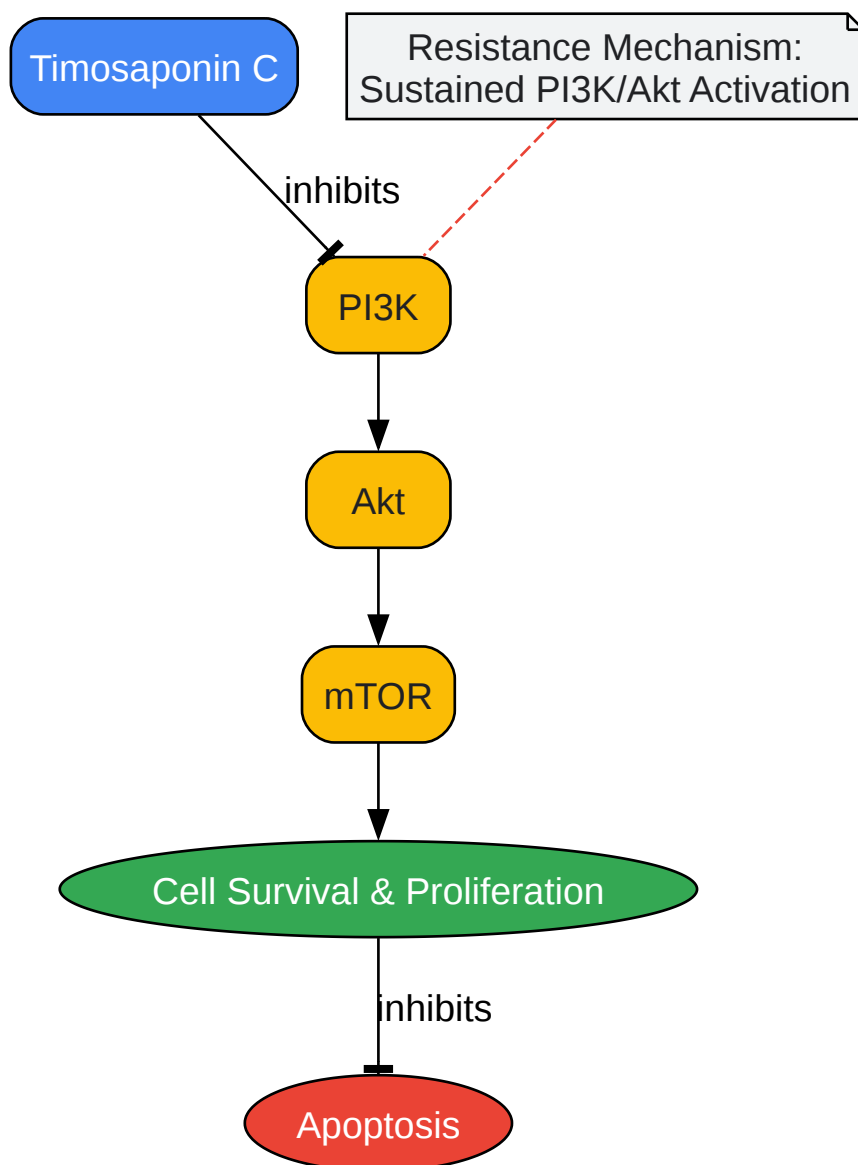 Timosaponin C
Resistance Mechanism:
Sustained PI3K/Akt Activation
inhibits
PI3K
Akt
mTOR
Cell Survival & Proliferation
inhibits
Apoptosis